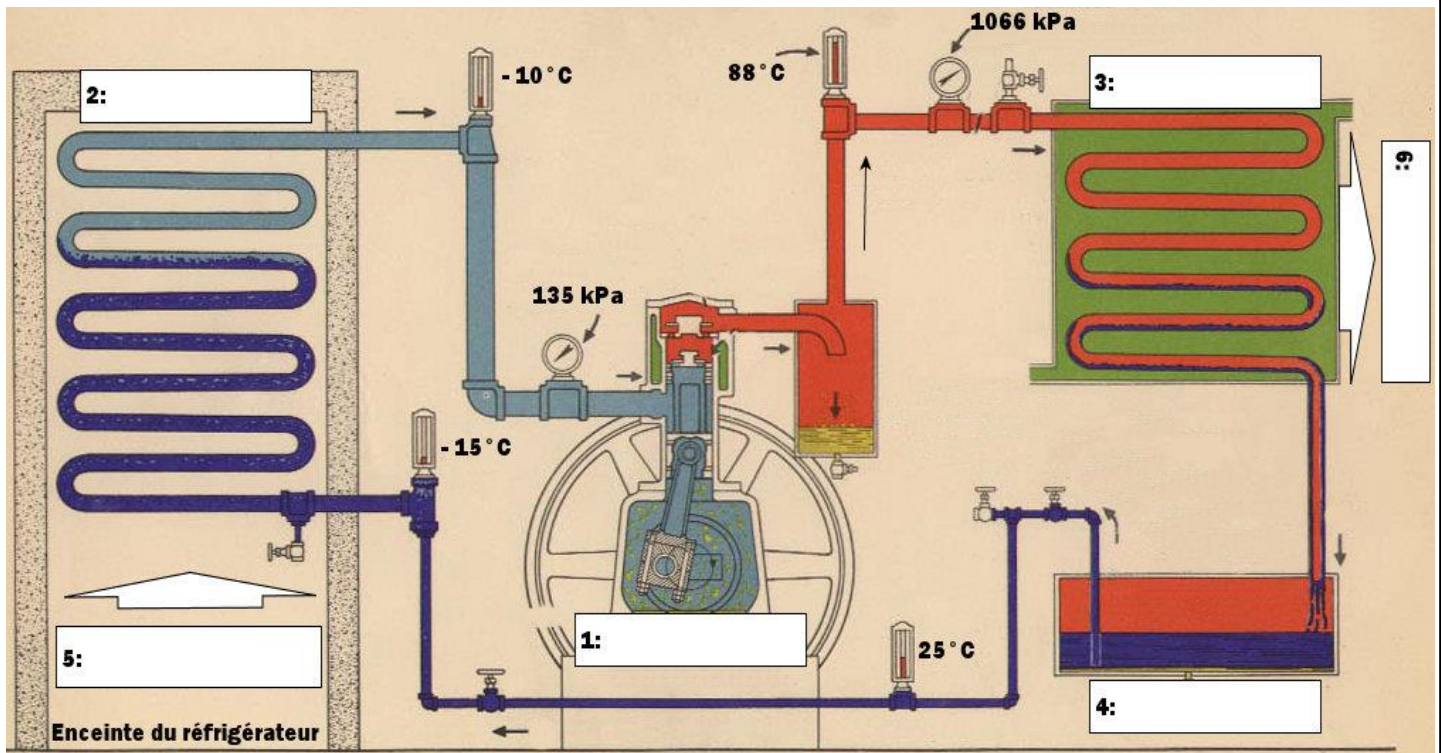 1066 kPa
2:
- 10°C
88°C
3:
6:
135 kPa
- 15°C
5:
1:
25°C
4:
Enceinte du réfrigérateur